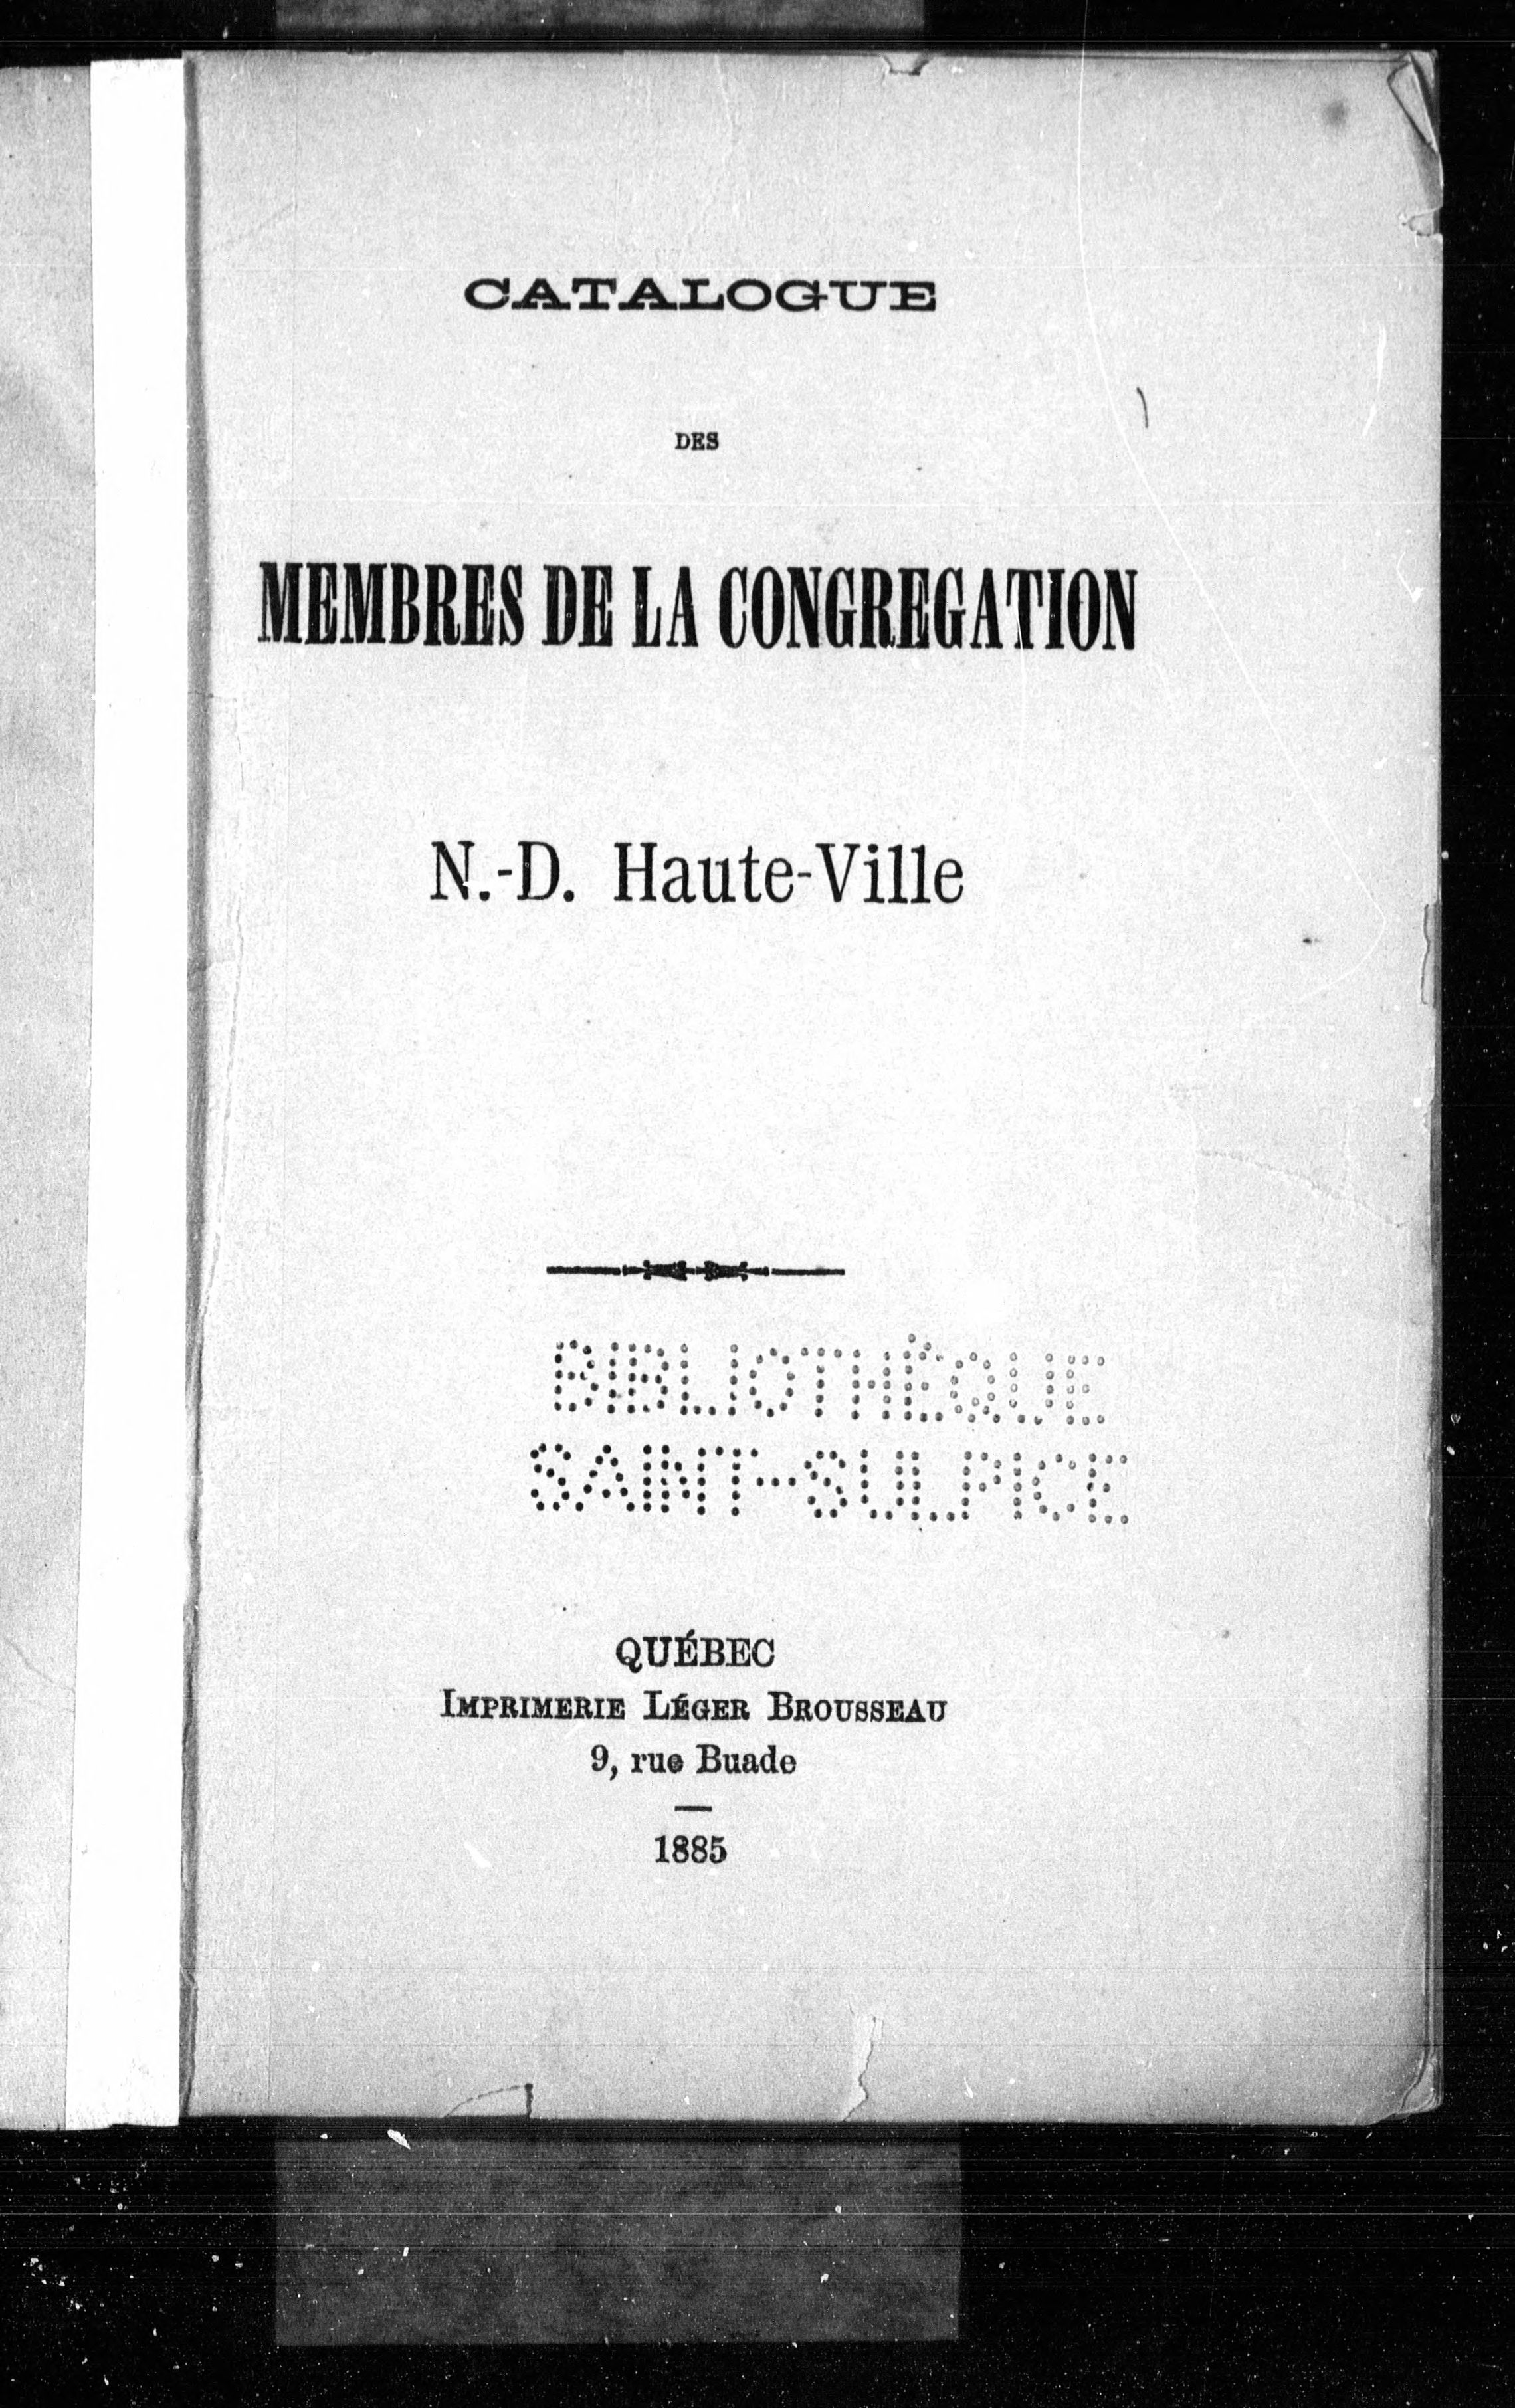 CATALOGUE
DES
MEMBRES DE LA CONGREGATION
N.-D. Haute-Ville
BIBLIOTHÈQUE
SAINT-SULPICE
QUÉBEC
IMPRIMERIE LÉGER BROUSSEAU
9, rue Buade
1885